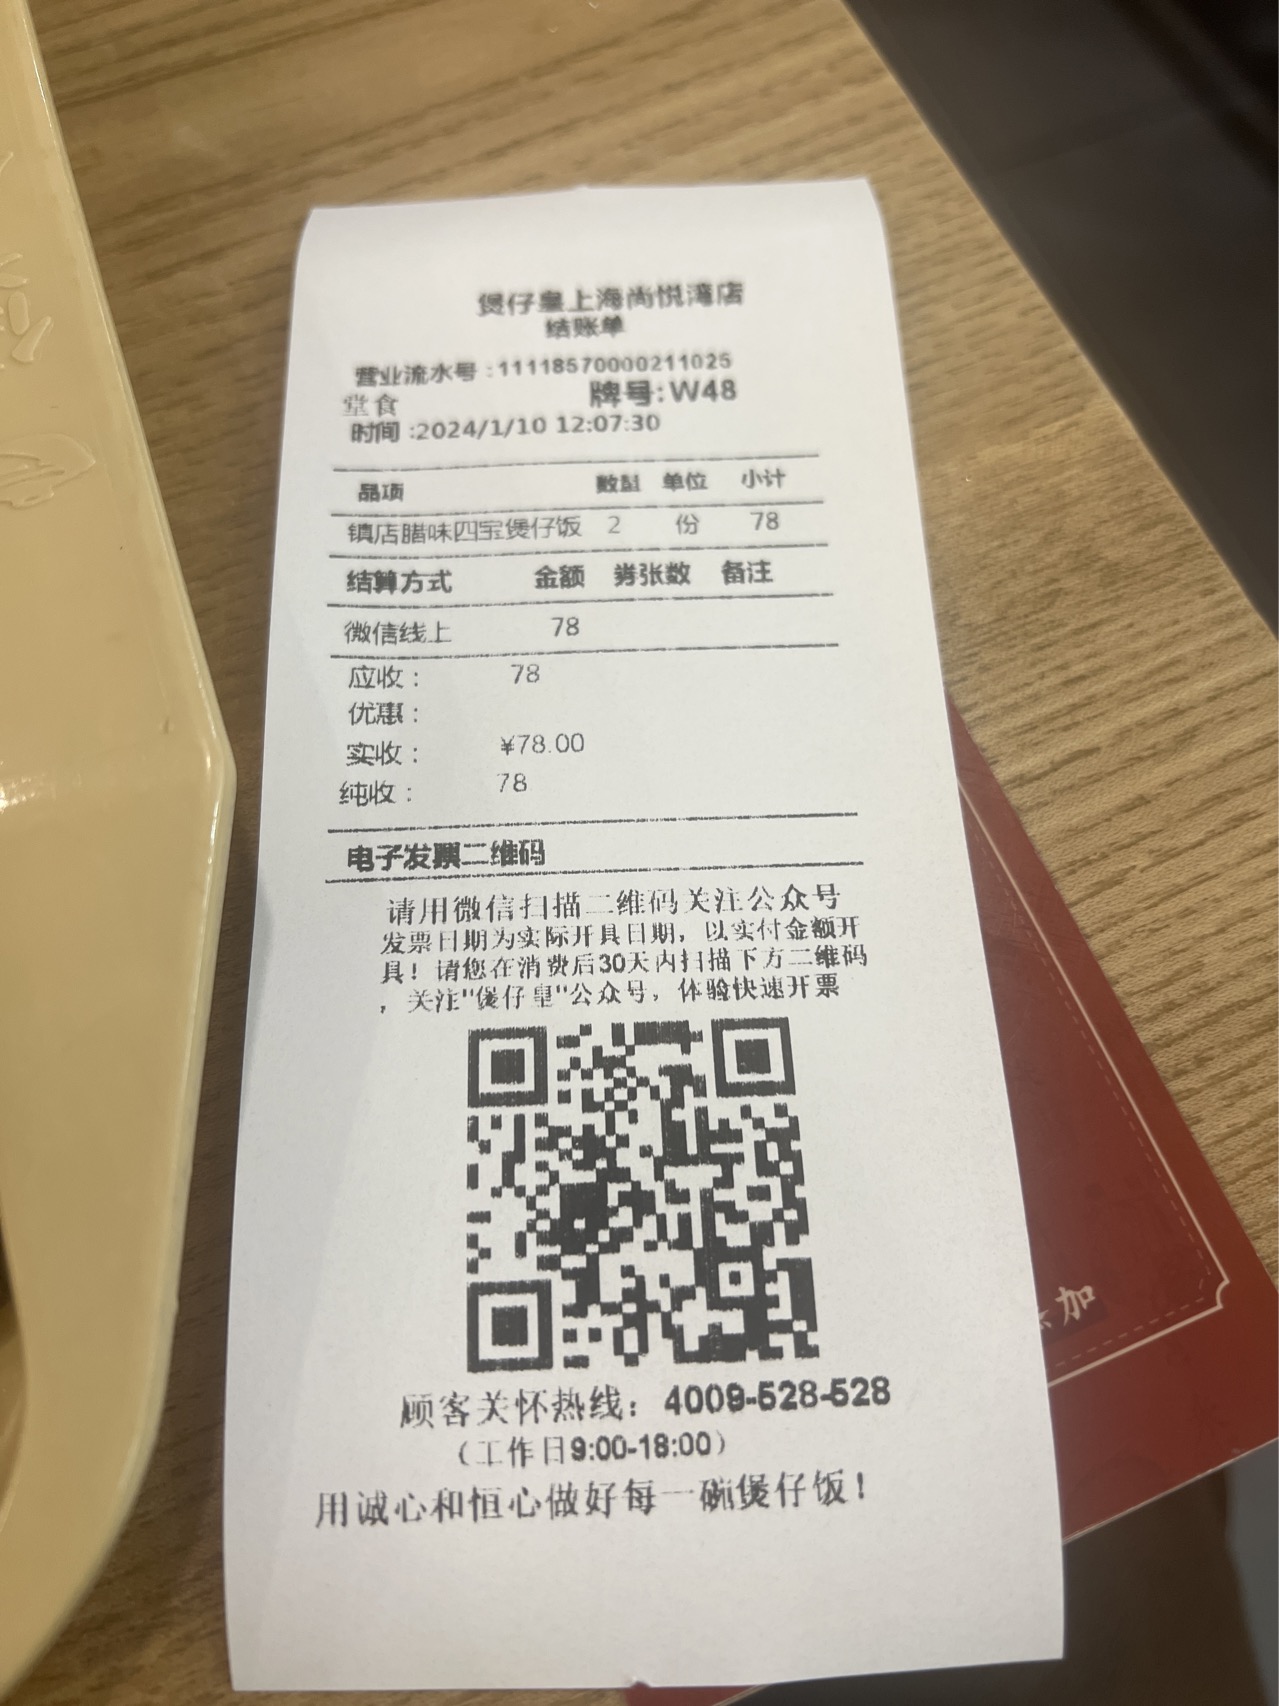 煲仔皇上海尚悦湾店
结账单
营业流水号:111185700000211025
堂食 牌号:W48
时间:2024/1/10 12:07:30
品项 数量 单位 小计
镇店腊味四宝煲仔饭 2 份 78
结算方式 金额 券张数 备注
微信线上 78
应收: 78
优惠:
实收: ¥78.00
纯收: 78
电子发票二维码
请用微信扫描二维码关注公众号
发票日期为实际开具日期,以实付金额开
具!请您在消费后30天内扫描下方二维码
,关注"煲仔皇"公众号,体验快速开票
顾客关怀热线:4009-528-528
(工作日9:00-18:00)
用诚心和恒心做好每一碗煲仔饭!
加